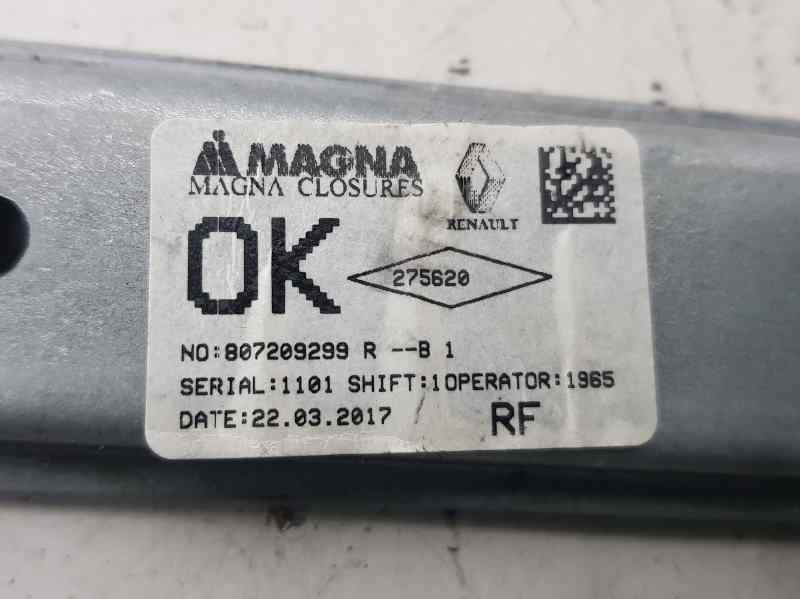 MAGNA
MAGNA CLOSURES
RENAULT
OK
275620
NO:807209299 R --B 1
SERIAL:1101 SHIFT:1OPERATOR:1965
DATE:22.03.2017
RF